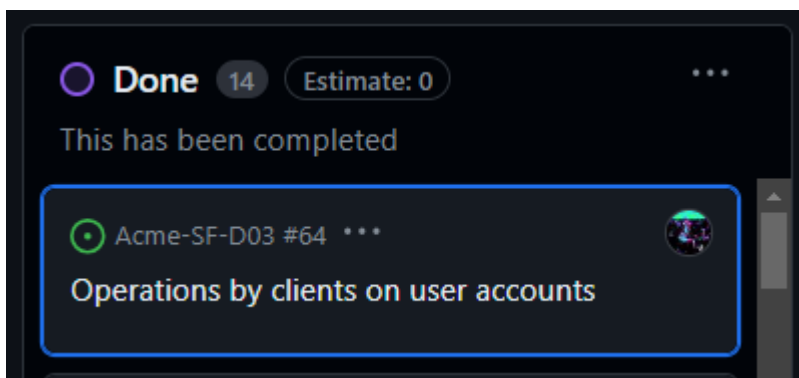 Done 14 Estimate: 0
This has been completed
Acme-SF-D03 #64
Operations by clients on user accounts